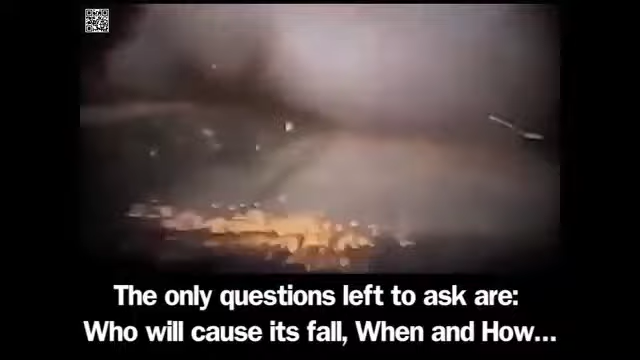 The only questions left to ask are:
Who will cause its fall, When and How...